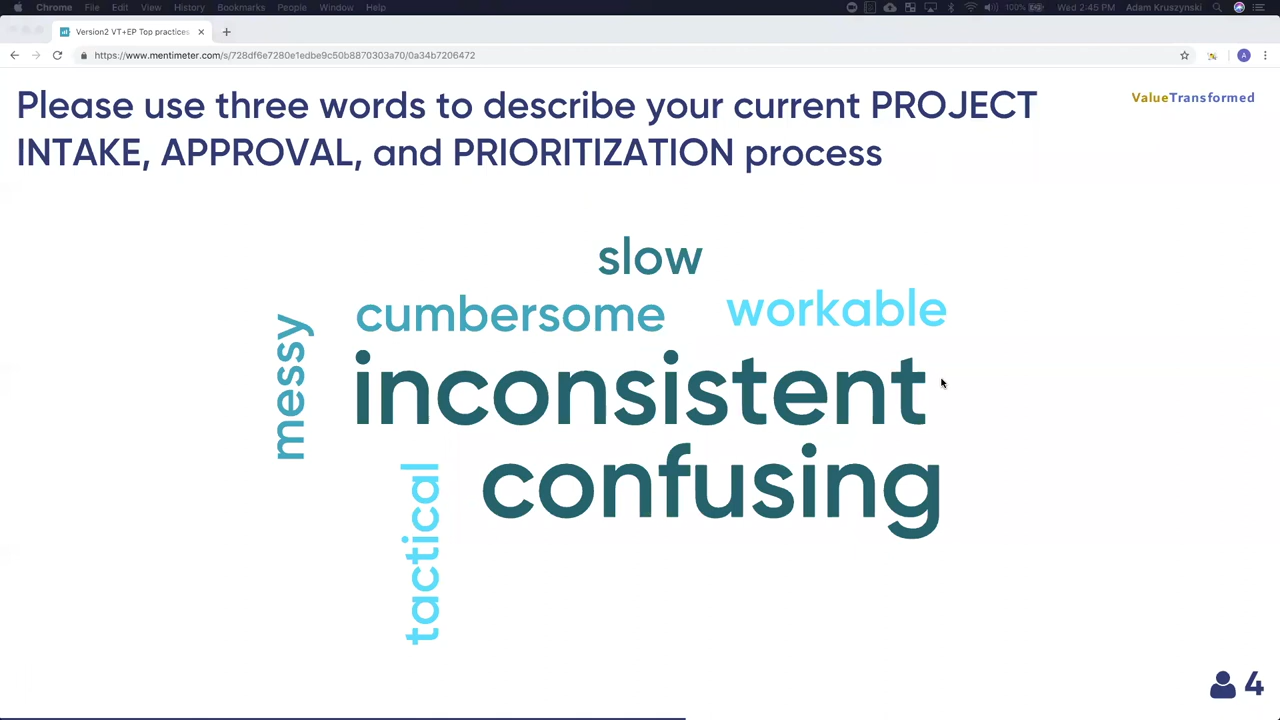 Chrome File Edit View History Bookmarks People Window Help 100% Wed 2:45 PM Adam Kruszynski
Version2 VT+EP Top practices
https://www.mentimeter.com/s/728df6e7280e1edbe9c50b8870303a70/0a34b7206472
A
Please use three words to describe your current PROJECT
INTAKE, APPROVAL, and PRIORITIZATION process
ValueTransformed
slow
cumbersome
workable
messy
inconsistent
confusing
tactical
4